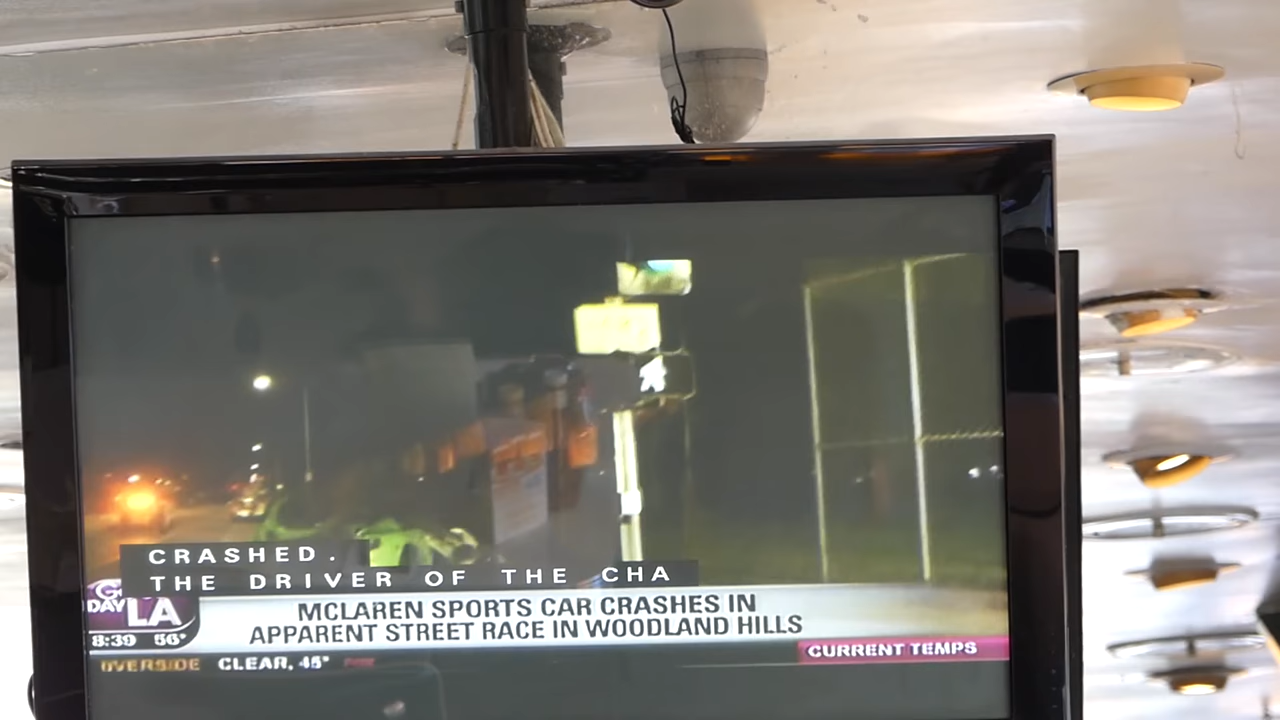 CRASHED.
THE DRIVER OF THE CHA
MCLAREN SPORTS CAR CRASHES IN
APPARENT STREET RACE IN WOODLAND HILLS
DAY LA
8:39 56°
CURRENT TEMPS
CLEAR, 45°